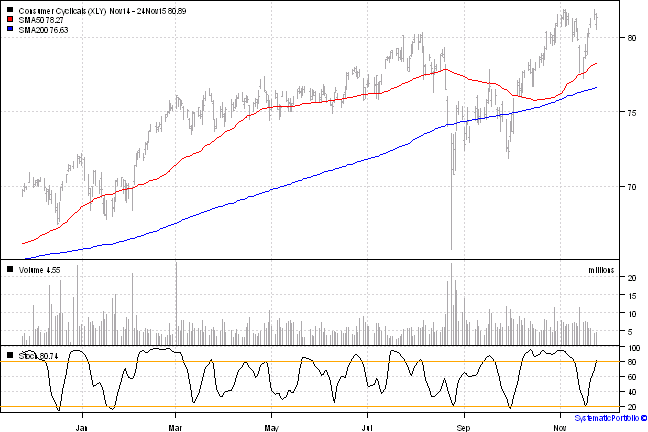 Consumer Cyclicals (XLY) Nov14 - 24Nov15 80.89
SMA50 78.27
SMA200 76.63
80
75
70
Volume 4.55
millions
20
15
10
5
Stock 80.74
100
80
60
40
20
Jan Mar May Jul Sep Nov
SystematicPortfolio ©